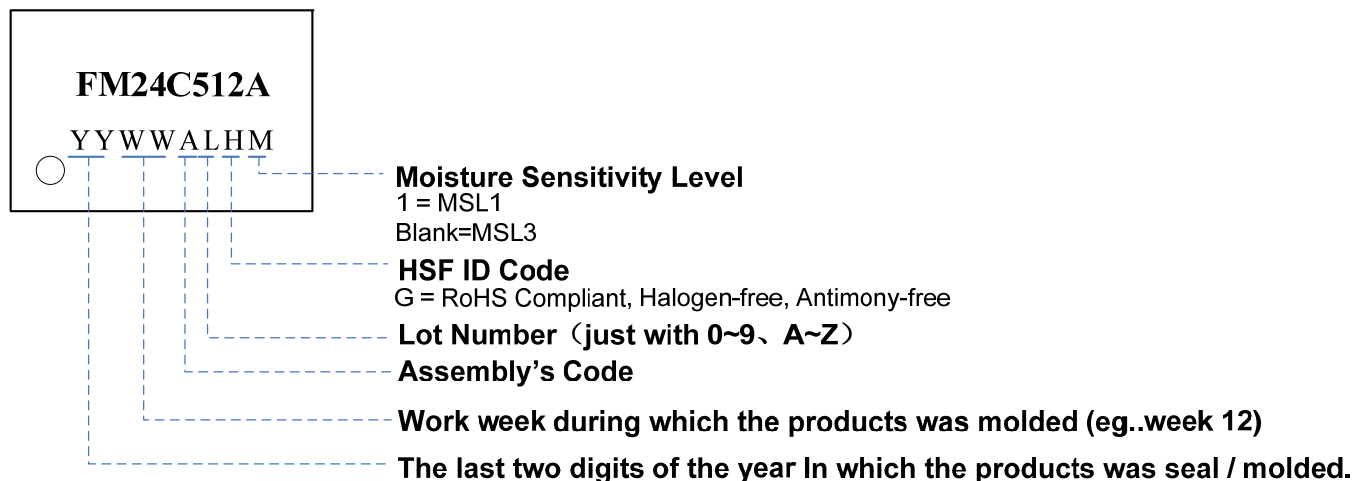 FM24C512A
YYWWALHM
Moisture Sensitivity Level
1 = MSL1
Blank=MSL3
HSF ID Code
G = RoHS Compliant, Halogen-free, Antimony-free
Lot Number（just with 0~9、A~Z）
Assembly’s Code
Work week during which the products was molded (eg..week 12)
The last two digits of the year In which the products was seal / molded.